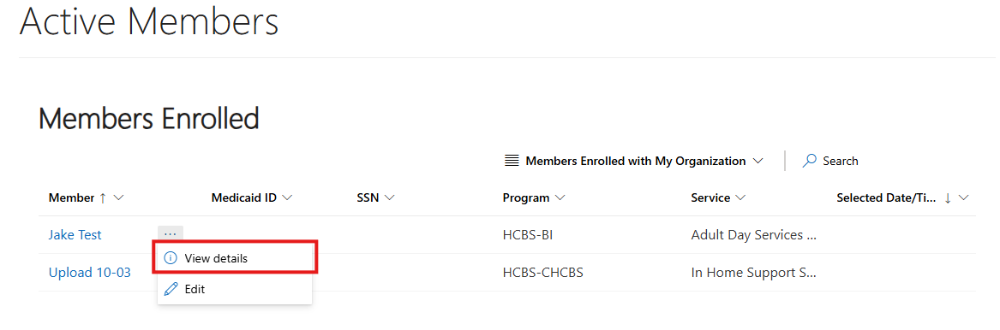 Active Members
Members Enrolled
Members Enrolled with My Organization Search
Member ↑ Medicaid ID SSN Program Service Selected Date/Ti... ↓
Jake Test ... HCBS-BI Adult Day Services ...
View details
Upload 10-03 HCBS-CHCBS In Home Support S...
Edit